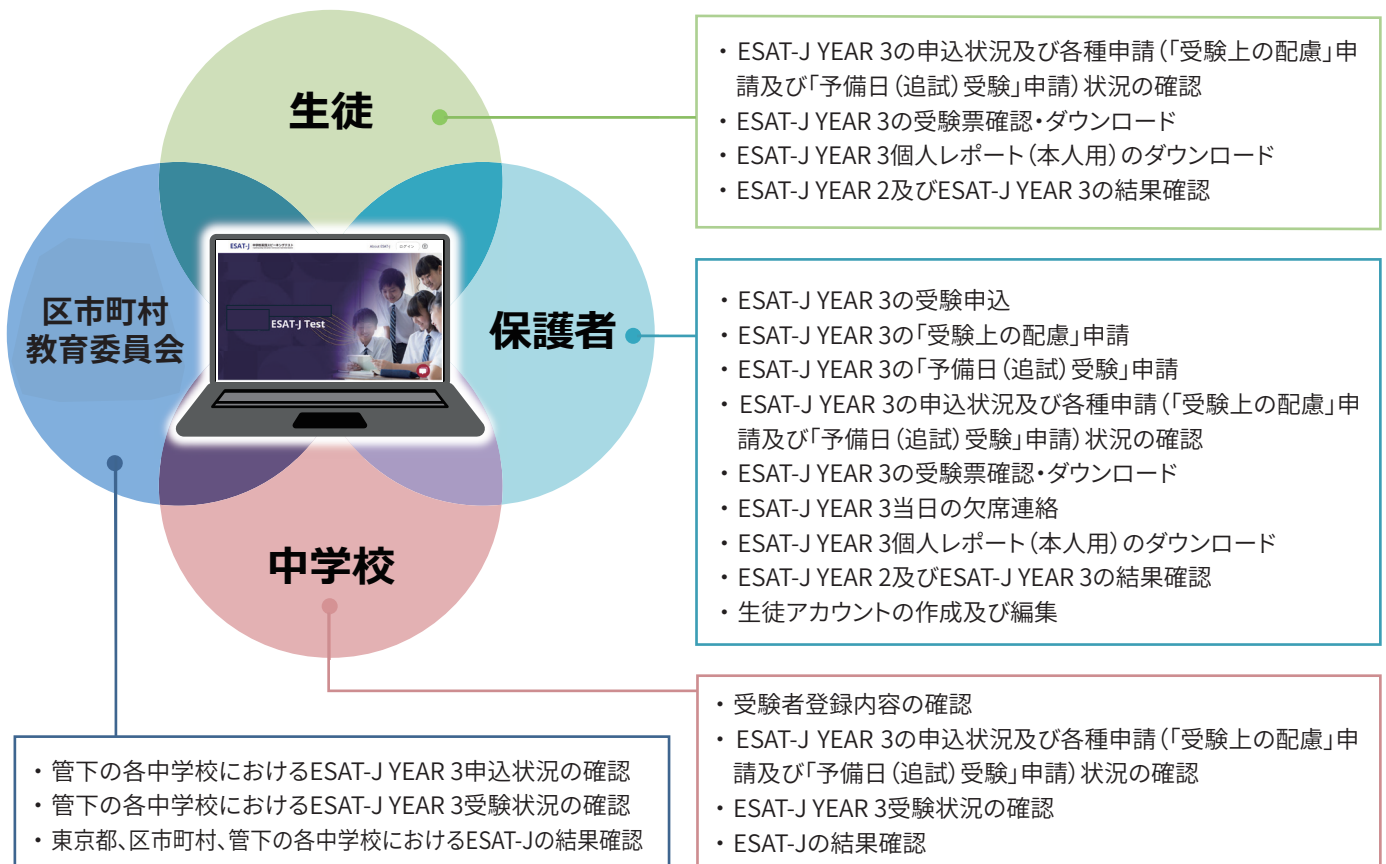 生徒
区市町村
教育委員会
保護者
中学校
ESAT-J 中学校英語スピーキングテスト
ログイン
ESAT-J Test
・ ESAT-J YEAR 3の申込状況及び各種申請（「受験上の配慮」申
請及び「予備日（追試）受験」申請）状況の確認
・ ESAT-J YEAR 3の受験票確認・ダウンロード
・ ESAT-J YEAR 3個人レポート（本人用）のダウンロード
・ ESAT-J YEAR 2及びESAT-J YEAR 3の結果確認
・ ESAT-J YEAR 3の受験申込
・ ESAT-J YEAR 3の「受験上の配慮」申請
・ ESAT-J YEAR 3の「予備日（追試）受験」申請
・ ESAT-J YEAR 3の申込状況及び各種申請（「受験上の配慮」申
請及び「予備日（追試）受験」申請）状況の確認
・ ESAT-J YEAR 3の受験票確認・ダウンロード
・ ESAT-J YEAR 3当日の欠席連絡
・ ESAT-J YEAR 3個人レポート（本人用）のダウンロード
・ ESAT-J YEAR 2及びESAT-J YEAR 3の結果確認
・ 生徒アカウントの作成及び編集
・ 受験者登録内容の確認
・ ESAT-J YEAR 3の申込状況及び各種申請（「受験上の配慮」申
請及び「予備日（追試）受験」申請）状況の確認
・ ESAT-J YEAR 3受験状況の確認
・ ESAT-Jの結果確認
・ 管下の各中学校におけるESAT-J YEAR 3申込状況の確認
・ 管下の各中学校におけるESAT-J YEAR 3受験状況の確認
・ 東京都、区市町村、管下の各中学校におけるESAT-Jの結果確認